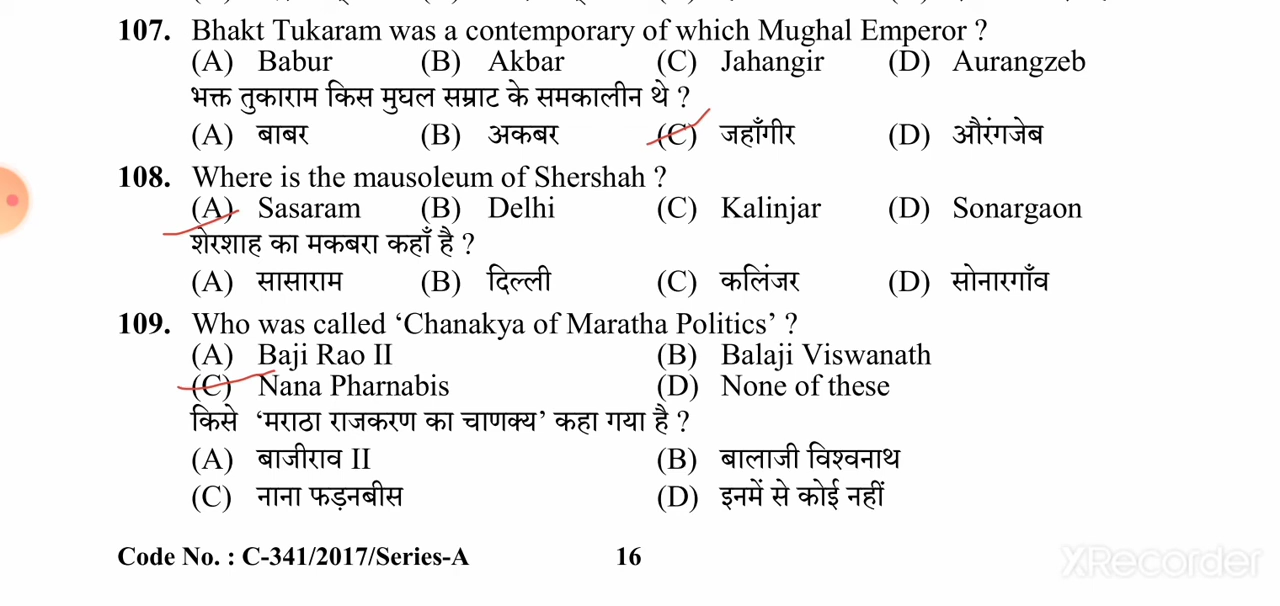 107. Bhakt Tukaram was a contemporary of which Mughal Emperor ?
(A) Babur (B) Akbar (C) Jahangir (D) Aurangzeb
भक्त तुकाराम किस मुघल सम्राट के समकालीन थे ?
(A) बाबर (B) अकबर (C) जहाँगीर (D) औरंगजेब
108. Where is the mausoleum of Shershah ?
(A) Sasaram (B) Delhi (C) Kalinjar (D) Sonargaon
शेरशाह का मकबरा कहाँ है ?
(A) सासाराम (B) दिल्ली (C) कलिंजर (D) सोनारगाँव
109. Who was called ‘Chanakya of Maratha Politics’ ?
(A) Baji Rao II (B) Balaji Viswanath
(C) Nana Pharnabis (D) None of these
किसे ‘मराठा राजकरण का चाणक्य’ कहा गया है ?
(A) बाजीराव II (B) बालाजी विश्वनाथ
(C) नाना फड़नबीस (D) इनमें से कोई नहीं
Code No. : C-341/2017/Series-A 16
XRecorder